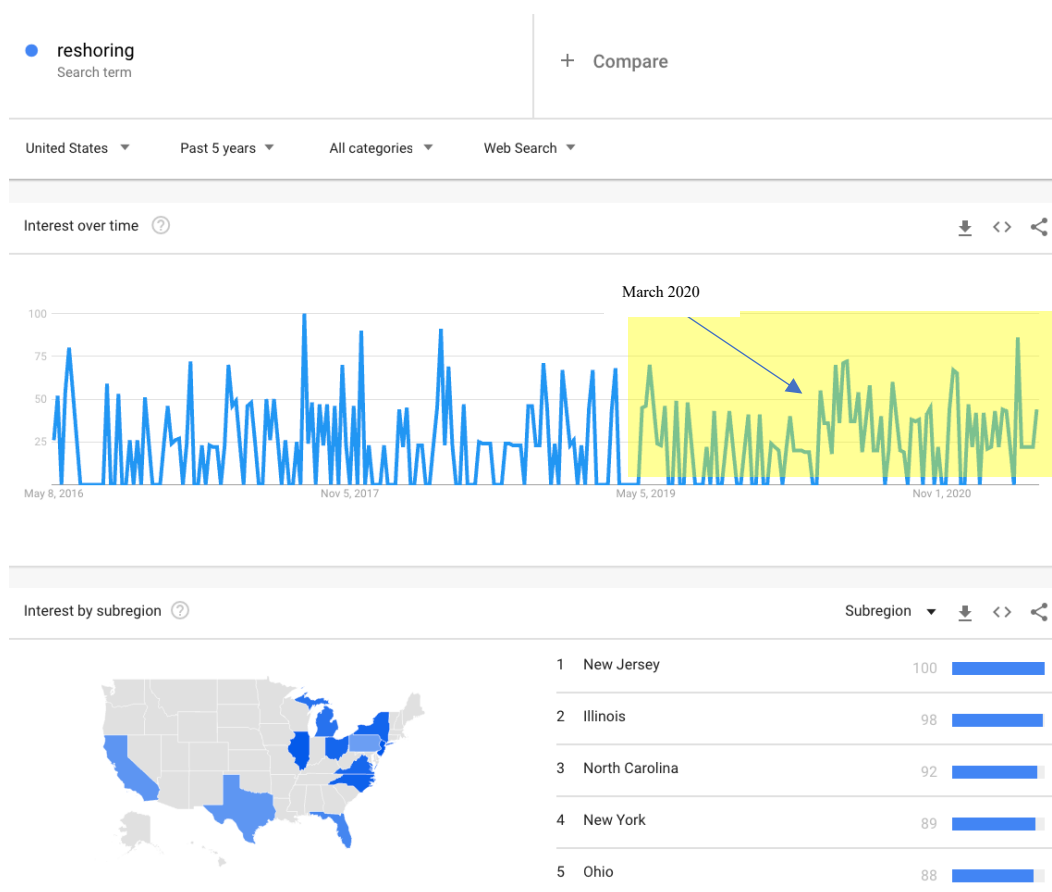 reshoring
Search term
+ Compare
United States
Past 5 years
All categories
Web Search
Interest over time ?
March 2020
100
75
50
25
May 8, 2016
Nov 5, 2017
May 5, 2019
Nov 1, 2020
Interest by subregion ?
Subregion
1 New Jersey 100
2 Illinois 98
3 North Carolina 92
4 New York 89
5 Ohio 88